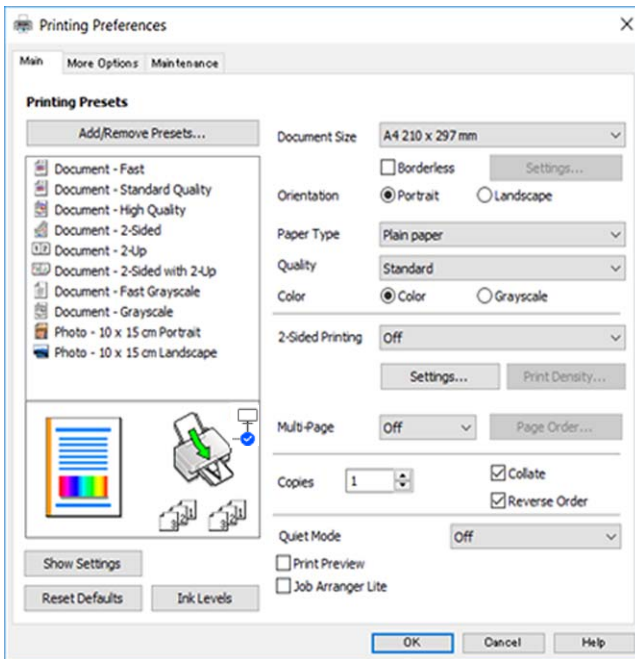 Printing Preferences
Main
More Options
Maintenance
Printing Presets
Add/Remove Presets...
Document - Fast
Document - Standard Quality
Document - High Quality
Document - 2-Sided
Document - 2-Up
Document - 2-Sided with 2-Up
Document - Fast Grayscale
Document - Grayscale
Photo - 10 x 15 cm Portrait
Photo - 10 x 15 cm Landscape
Show Settings
Reset Defaults
Ink Levels
Document Size
A4 210 x 297 mm
Borderless
Settings...
Orientation
Portrait
Landscape
Paper Type
Plain paper
Quality
Standard
Color
Color
Grayscale
2-Sided Printing
Off
Settings...
Print Density...
Multi-Page
Off
Page Order...
Copies
1
Collate
Reverse Order
Quiet Mode
Off
Print Preview
Job Arranger Lite
OK
Cancel
Help